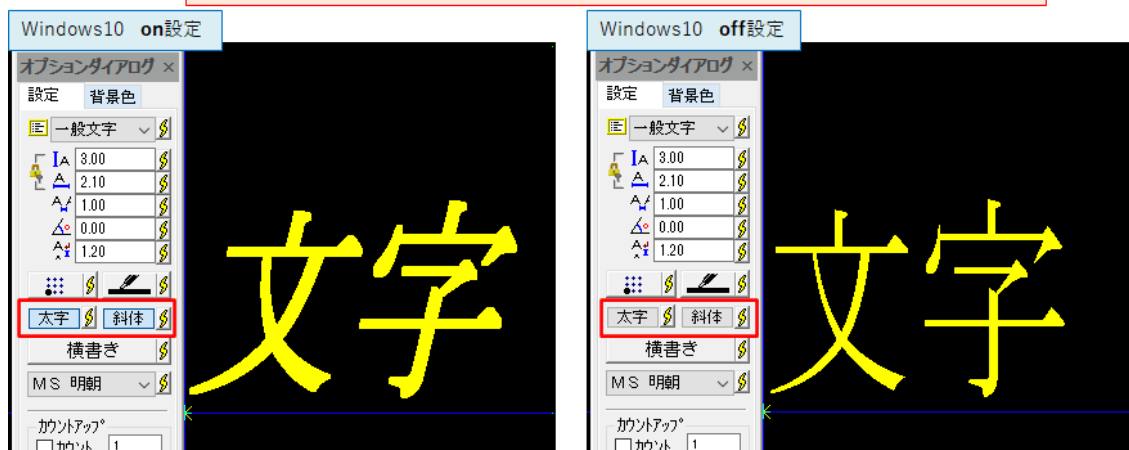 Windows10 on設定
オプションダイアログ ×
設定 背景色
一般文字
3.00
2.10
1.00
0.00
1.20
太字 斜体
横書き
MS 明朝
カウントアップ
カウント 1
文字
Windows10 off設定
オプションダイアログ ×
設定 背景色
一般文字
3.00
2.10
1.00
0.00
1.20
太字 斜体
横書き
MS 明朝
カウントアップ
カウント 1
文字